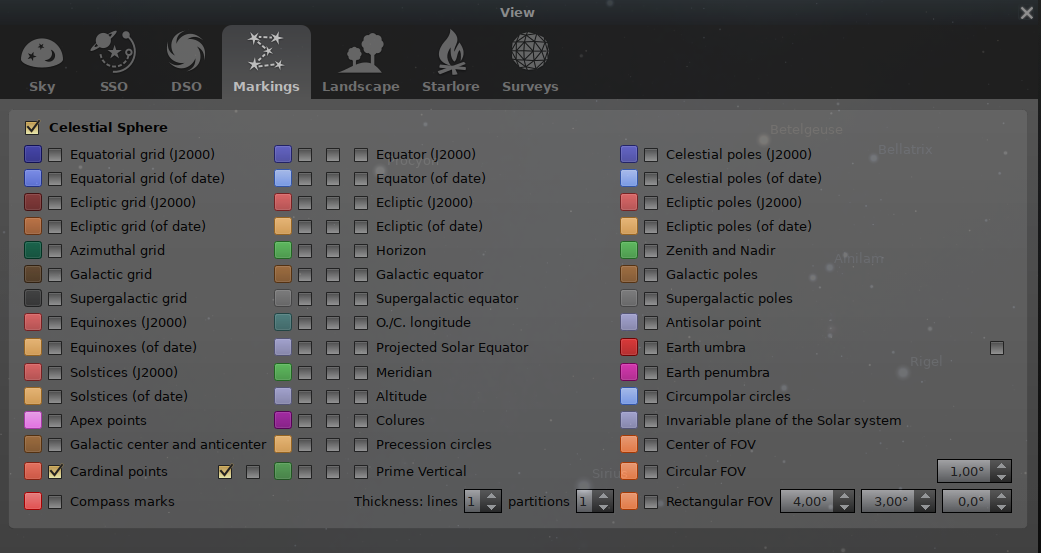 View
Sky SSO DSO Markings Landscape Starlore Surveys
Celestial Sphere
Betelgeuse
Bellatrix
Equatorial grid (J2000) Equator (J2000) Celestial poles (J2000)
Equatorial grid (of date) Equator (of date) Celestial poles (of date)
Ecliptic grid (J2000) Ecliptic (J2000) Ecliptic poles (J2000)
Ecliptic grid (of date) Ecliptic (of date) Ecliptic poles (of date)
Azimuthal grid Horizon Zenith and Nadir
Alnilam
Galactic grid Galactic equator Galactic poles
Supergalactic grid Supergalactic equator Supergalactic poles
Equinoxes (J2000) O./C. longitude Antisolar point
Equinoxes (of date) Projected Solar Equator Earth umbra
Rigel
Solstices (J2000) Meridian Earth penumbra
Solstices (of date) Altitude Circumpolar circles
Apex points Colures Invariable plane of the Solar system
Galactic center and anticenter Precession circles Center of FOV
Cardinal points Prime Vertical Circular FOV 1,00°
Compass marks Thickness: lines 1 partitions 1 Rectangular FOV 4,00° 3,00° 0,0°